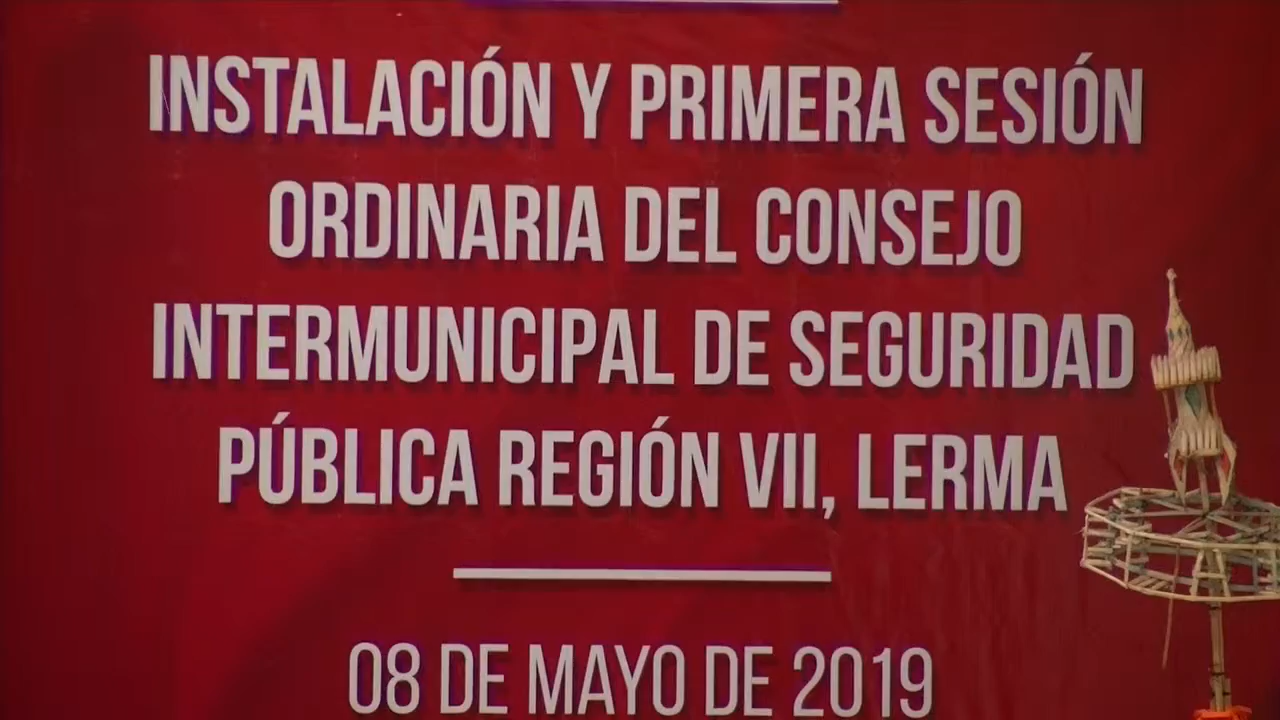 INSTALACIÓN Y PRIMERA SESIÓN
ORDINARIA DEL CONSEJO
INTERMUNICIPAL DE SEGURIDAD
PÚBLICA REGIÓN VII, LERMA
08 DE MAYO DE 2019